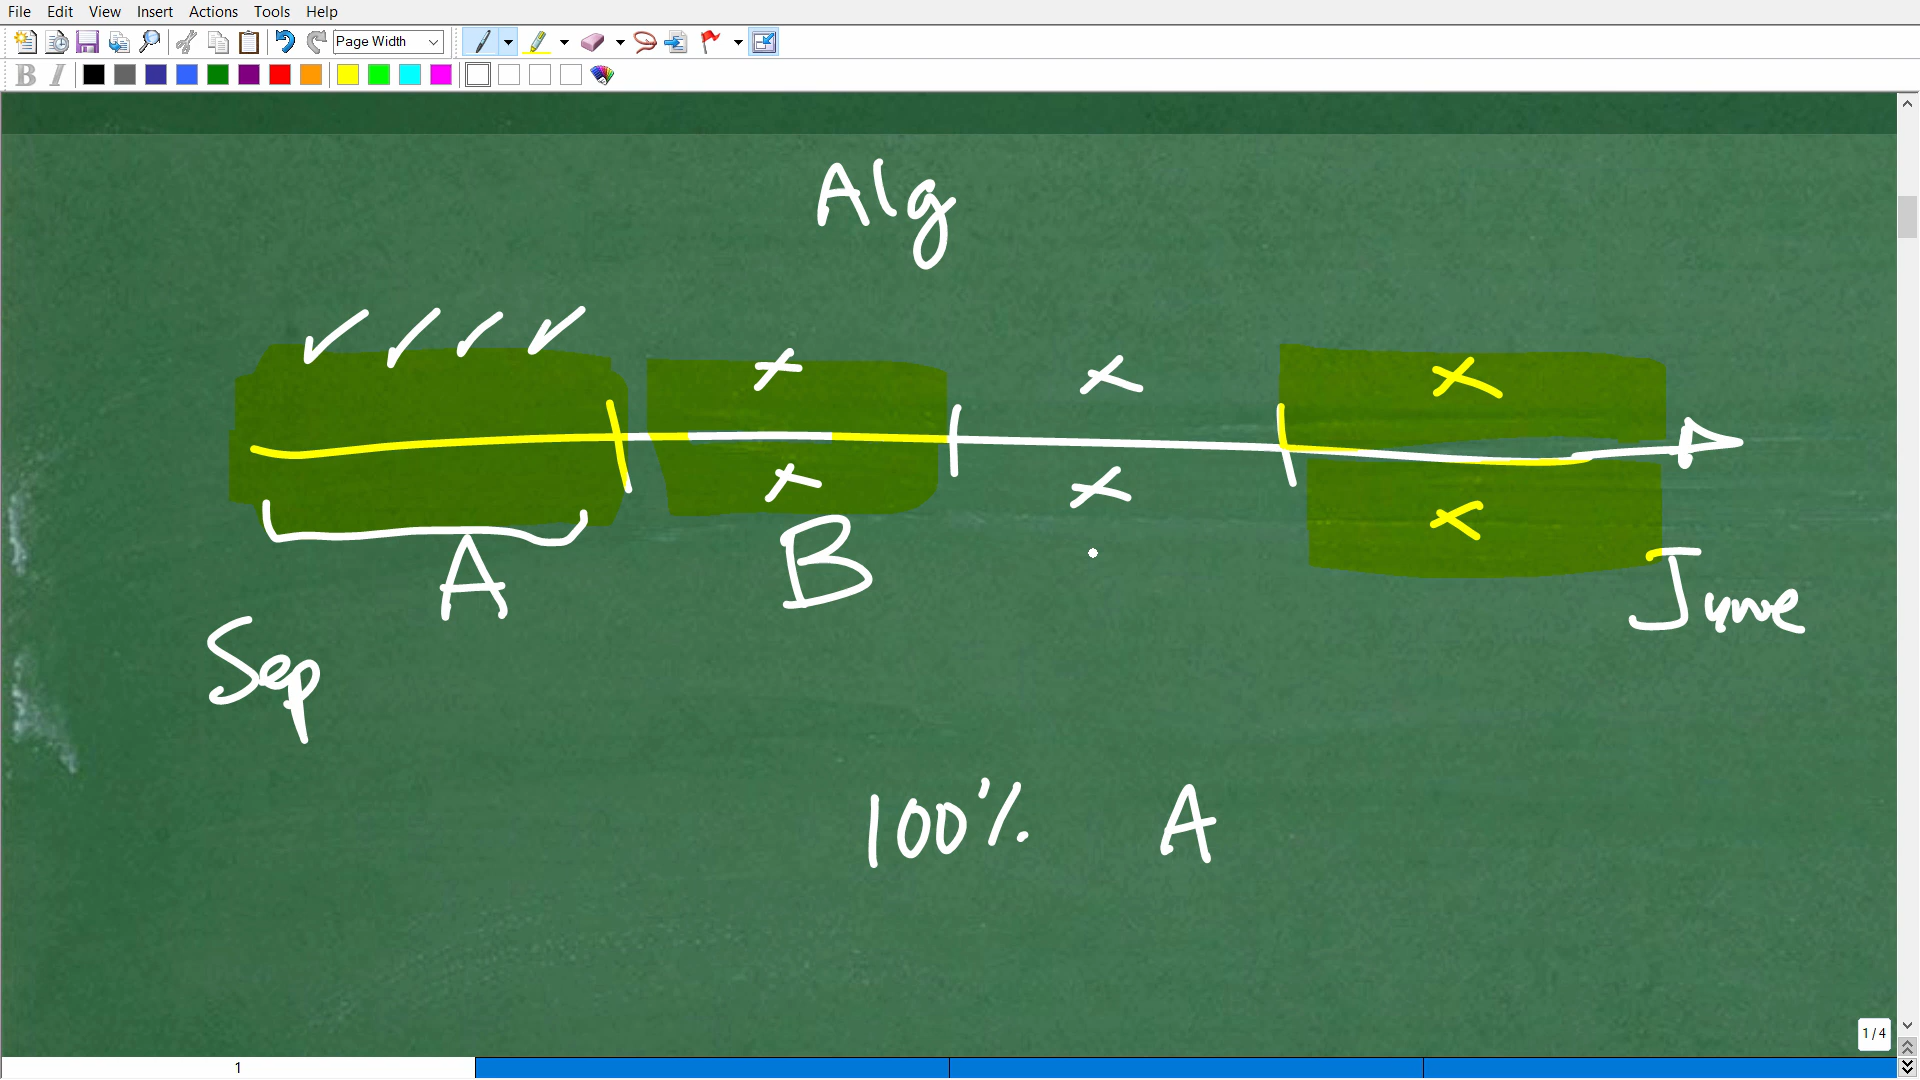 File Edit View Insert Actions Tools Help
Page Width
B I
Alg
A
B
Sep
June
100% A
1 / 4
1